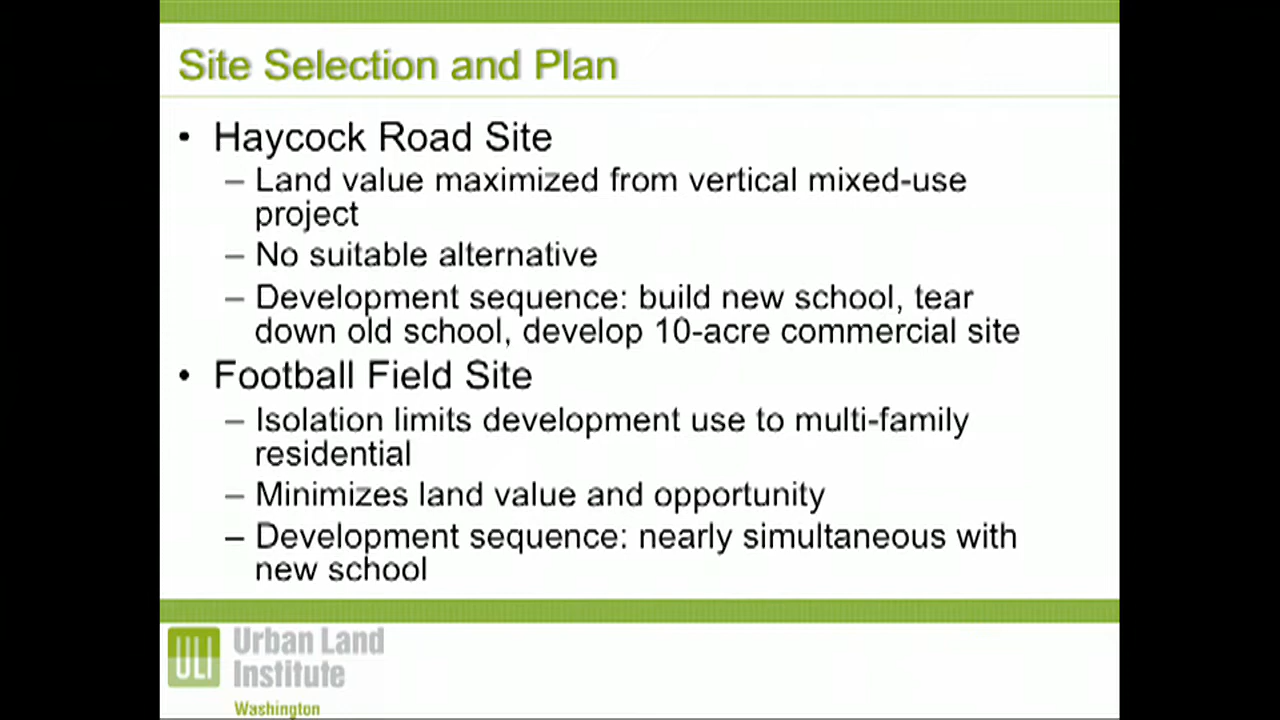 Site Selection and Plan
• Haycock Road Site
– Land value maximized from vertical mixed-use
project
– No suitable alternative
– Development sequence: build new school, tear
down old school, develop 10-acre commercial site
• Football Field Site
– Isolation limits development use to multi-family
residential
– Minimizes land value and opportunity
– Development sequence: nearly simultaneous with
new school
ULI
Urban Land
Institute
Washington